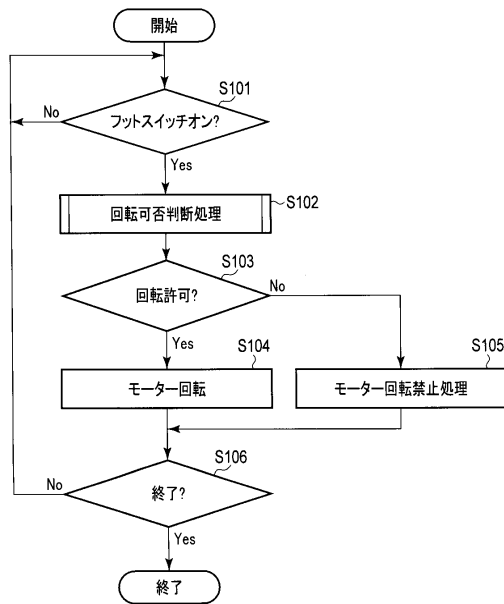 開始
S101
No
フットスイッチオン?
Yes
回転可否判断処理
S102
S103
回転許可?
No
Yes
S104
モーター回転
S105
モーター回転禁止処理
S106
終了?
No
Yes
終了